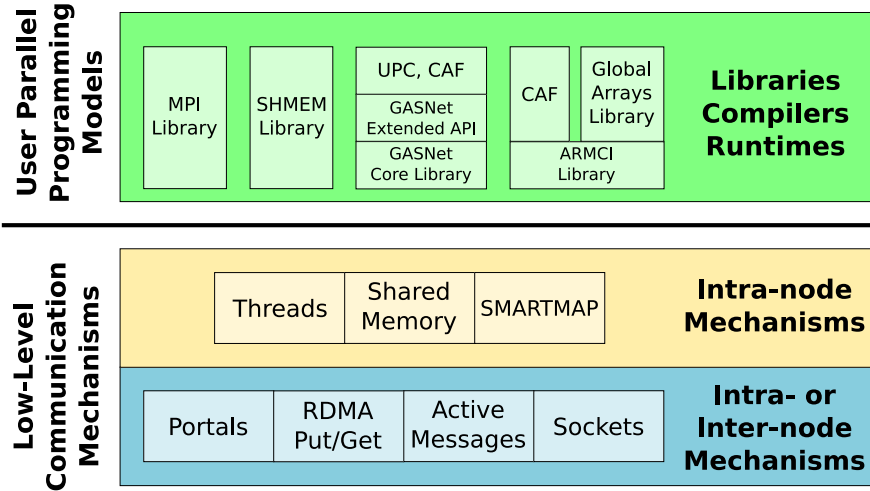 User Parallel
Programming
Models
MPI
Library
SHMEM
Library
UPC, CAF
GASNet
Extended API
GASNet
Core Library
CAF
Global
Arrays
Library
ARMCI
Library
Libraries
Compilers
Runtimes
Low-Level
Communication
Mechanisms
Threads
Shared
Memory
SMARTMAP
Intra-node
Mechanisms
Portals
RDMA
Put/Get
Active
Messages
Sockets
Intra- or
Inter-node
Mechanisms